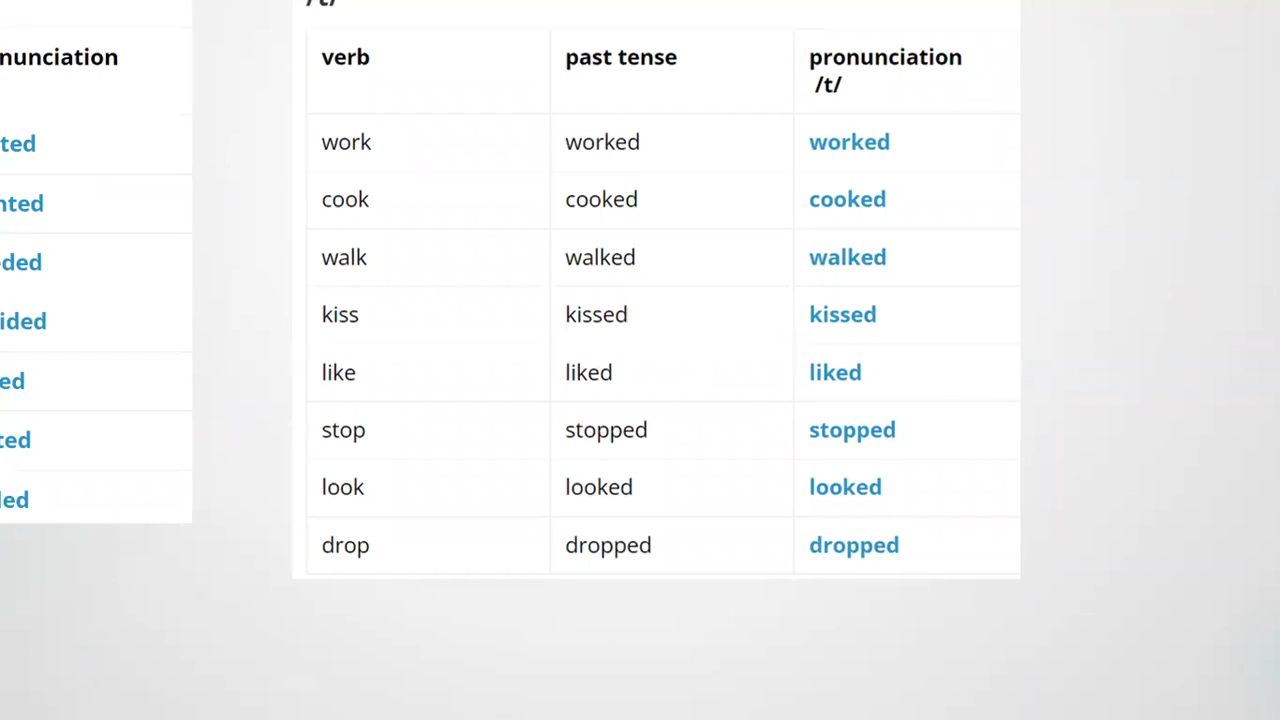 /t/
verb past tense pronunciation
/t/
work worked worked
cook cooked cooked
walk walked walked
kiss kissed kissed
like liked liked
stop stopped stopped
look looked looked
drop dropped dropped
nunciation
ted
nted
ded
ided
ed
ted
ded